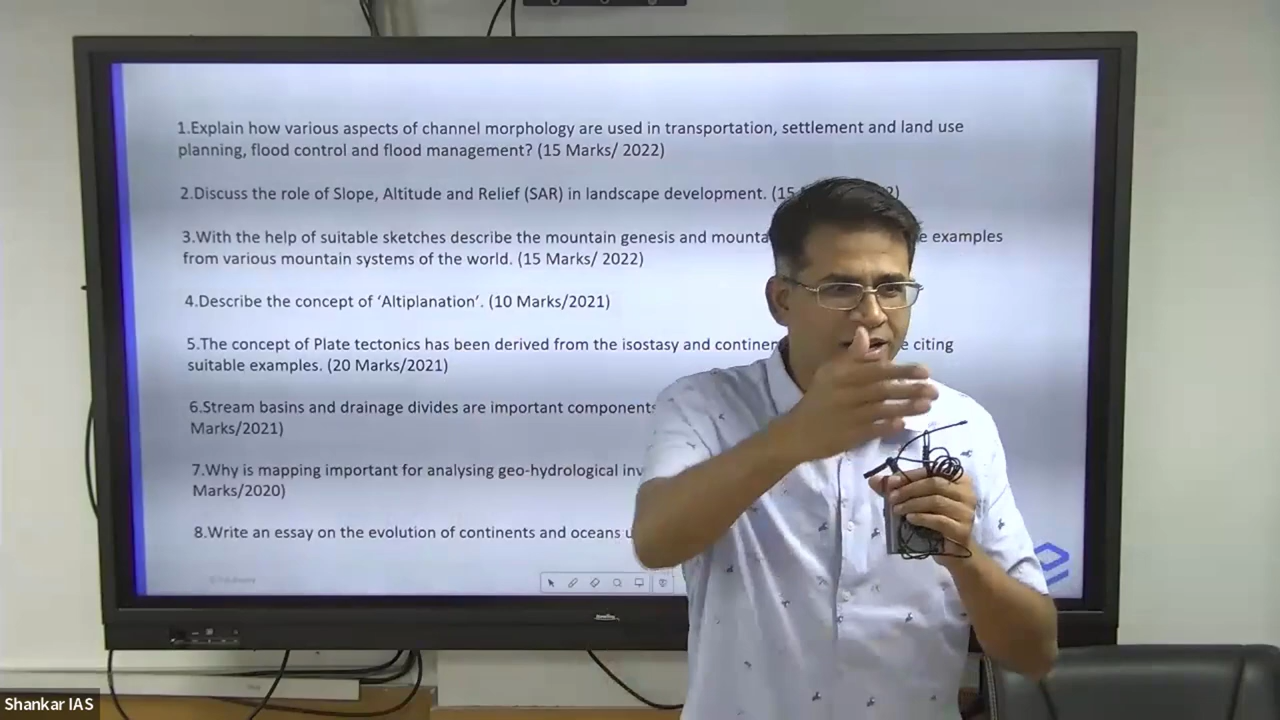 1.Explain how various aspects of channel morphology are used in transportation, settlement and land use
planning, flood control and flood management? (15 Marks/ 2022)
2.Discuss the role of Slope, Altitude and Relief (SAR) in landscape development. (15
3.With the help of suitable sketches describe the mountain genesis and mounta e examples
from various mountain systems of the world. (15 Marks/ 2022)
4.Describe the concept of ‘Altiplanation’. (10 Marks/2021)
5.The concept of Plate tectonics has been derived from the isostasy and continen e citing
suitable examples. (20 Marks/2021)
6.Stream basins and drainage divides are important components
Marks/2021)
7.Why is mapping important for analysing geo-hydrological inv
Marks/2020)
8.Write an essay on the evolution of continents and oceans u
Shankar IAS